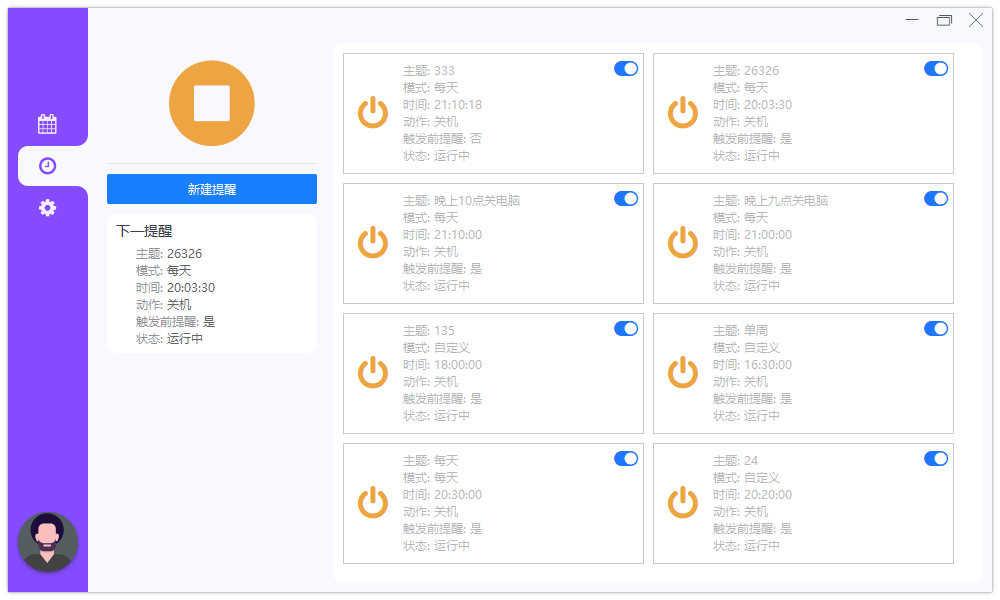 新建提醒
下一提醒
主题: 26326
模式: 每天
时间: 20:03:30
动作: 关机
触发前提醒: 是
状态: 运行中
主题: 333
模式: 每天
时间: 21:10:18
动作: 关机
触发前提醒: 否
状态: 运行中
主题: 26326
模式: 每天
时间: 20:03:30
动作: 关机
触发前提醒: 是
状态: 运行中
主题: 晚上10点关电脑
模式: 每天
时间: 21:10:00
动作: 关机
触发前提醒: 是
状态: 运行中
主题: 晚上九点关电脑
模式: 每天
时间: 21:00:00
动作: 关机
触发前提醒: 是
状态: 运行中
主题: 135
模式: 自定义
时间: 18:00:00
动作: 关机
触发前提醒: 是
状态: 运行中
主题: 单周
模式: 自定义
时间: 16:30:00
动作: 关机
触发前提醒: 是
状态: 运行中
主题: 每天
模式: 每天
时间: 20:30:00
动作: 关机
触发前提醒: 是
状态: 运行中
主题: 24
模式: 自定义
时间: 20:20:00
动作: 关机
触发前提醒: 是
状态: 运行中